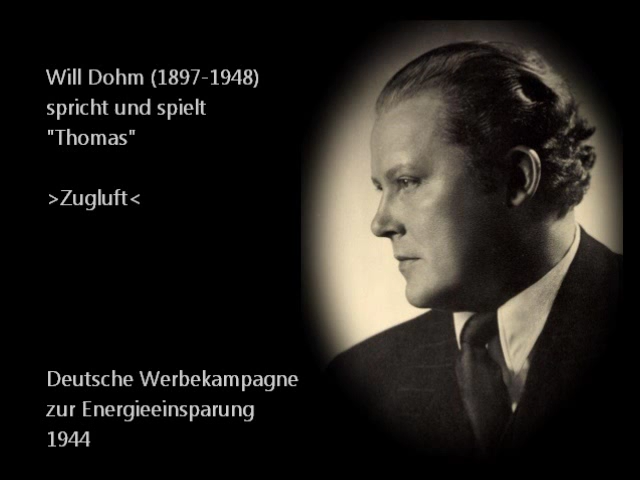 Will Dohm (1897-1948)
spricht und spielt
"Thomas"
>Zugluft<
Deutsche Werbekampagne
zur Energieeinsparung
1944